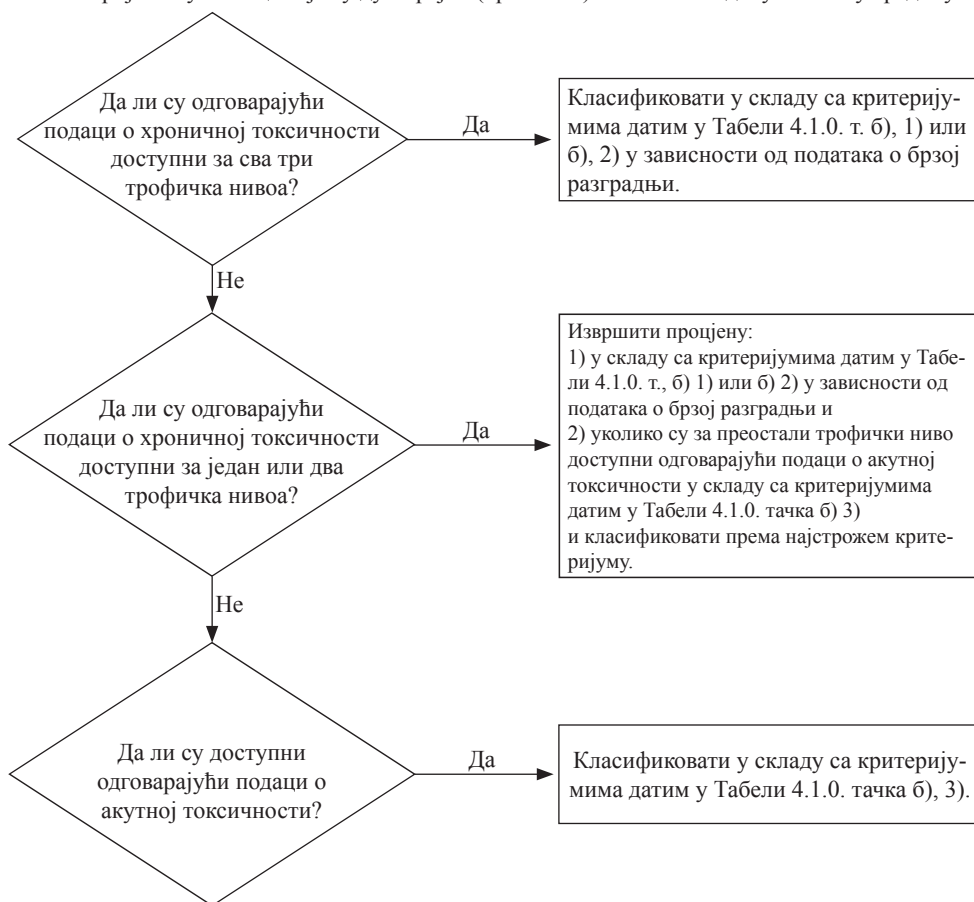 Да ли су одговарајући
подаци о хроничној токсичности
доступни за сва три
трофичка нивоа?
Да
Класификовати у складу са критерију-
мима датим у Табели 4.1.0. т. б), 1) или
б), 2) у зависности од података о брзој
разградњи.
Не
Да ли су одговарајући
подаци о хроничној токсичности
доступни за један или два
трофичка нивоа?
Да
Извршити процјену:
1) у складу са критеријумима датим у Табе-
ли 4.1.0. т., б) 1) или б) 2) у зависности од
података о брзој разградњи и
2) уколико су за преостали трофички ниво
доступни одговарајући подаци о акутној
токсичности у складу са критеријумима
датим у Табели 4.1.0. тачка б) 3)
и класификовати према најстрожем крите-
ријуму.
Не
Да ли су доступни
одговарајући подаци о
акутној токсичности?
Да
Класификовати у складу са критерију-
мима датим у Табели 4.1.0. тачка б), 3).